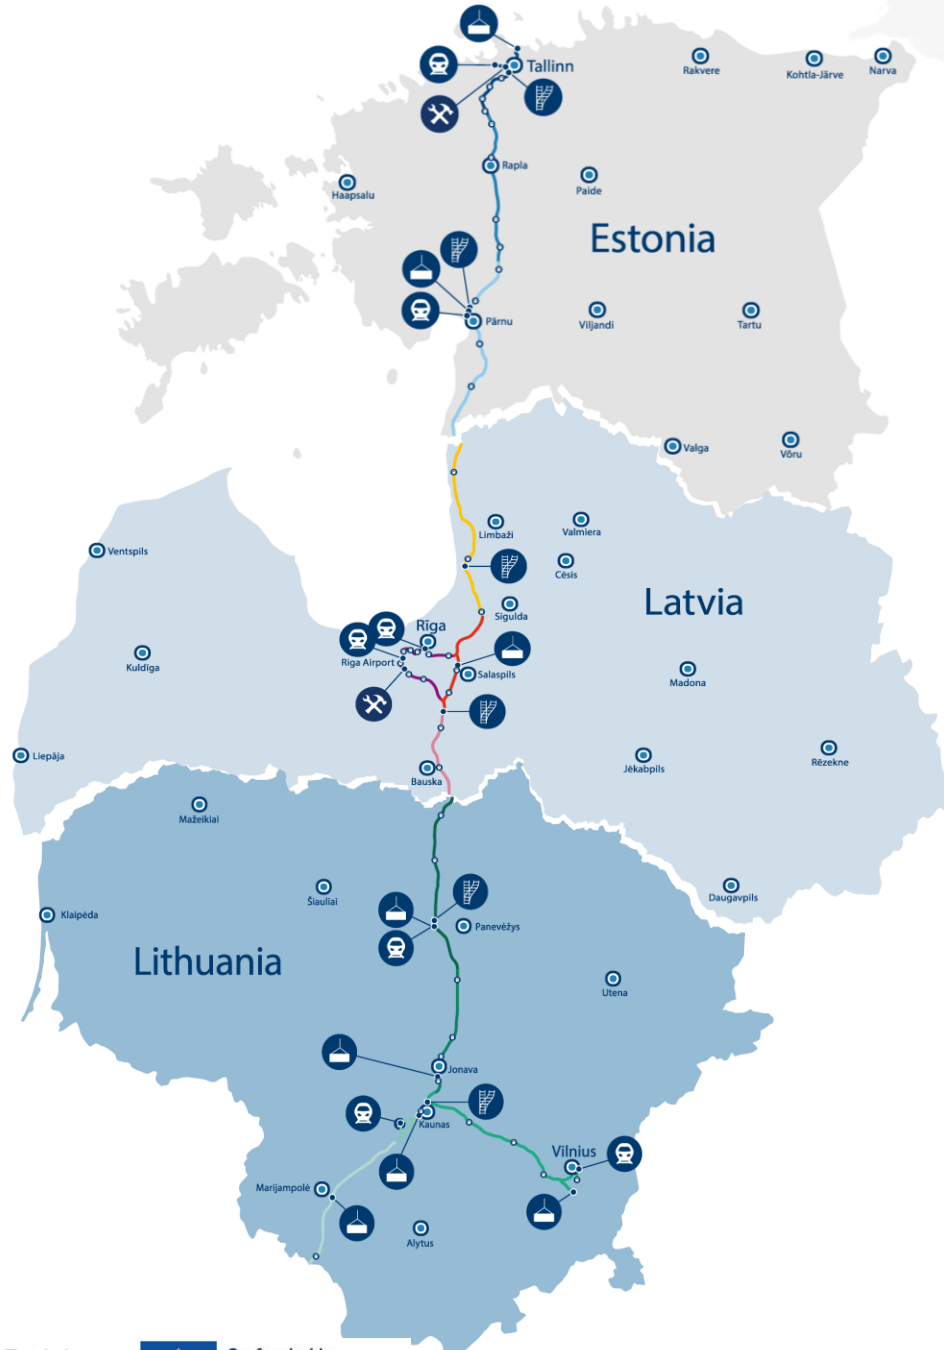 Tallinn
Rakvere
Kohtla-Järve
Narva
Rapla
Paide
Haapsalu
Estonia
Pärnu
Viljandi
Tartu
Valga
Võru
Ventspils
Limbaži
Valmiera
Cēsis
Latvia
Sigulda
Rīga
Kuldīga
Riga Airport
Salaspils
Madona
Liepāja
Bauska
Jēkabpils
Rēzekne
Mažeikiai
Šiauliai
Daugavpils
Klaipėda
Panevėžys
Lithuania
Utena
Jonava
Kaunas
Vilnius
Marijampolė
Alytus